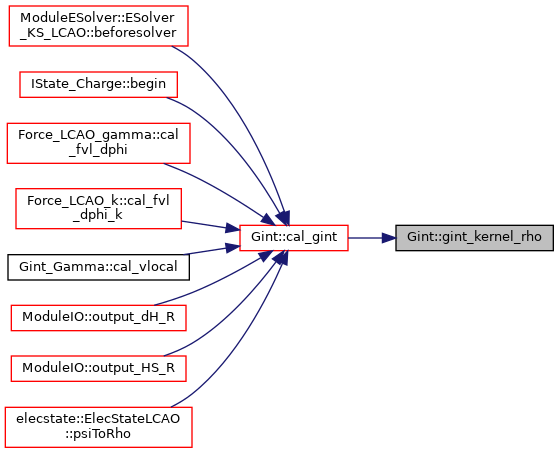 ModuleESolver::ESolver
_KS_LCAO::beforesolver
IState_Charge::begin
Force_LCAO_gamma::cal
_fvl_dphi
Force_LCAO_k::cal_fvl
_dphi_k
Gint_Gamma::cal_vlocal
ModuleIO::output_dH_R
ModuleIO::output_HS_R
elecstate::ElecStateLCAO
::psiToRho
Gint::cal_gint
Gint::gint_kernel_rho